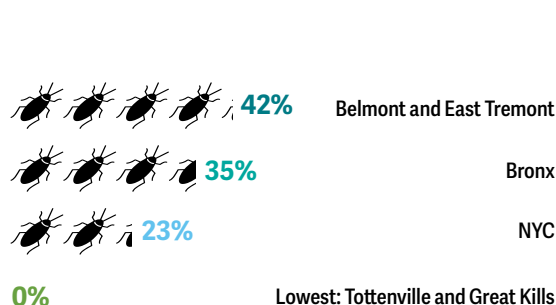 42% Belmont and East Tremont
35% Bronx
23% NYC
0% Lowest: Tottenville and Great Kills